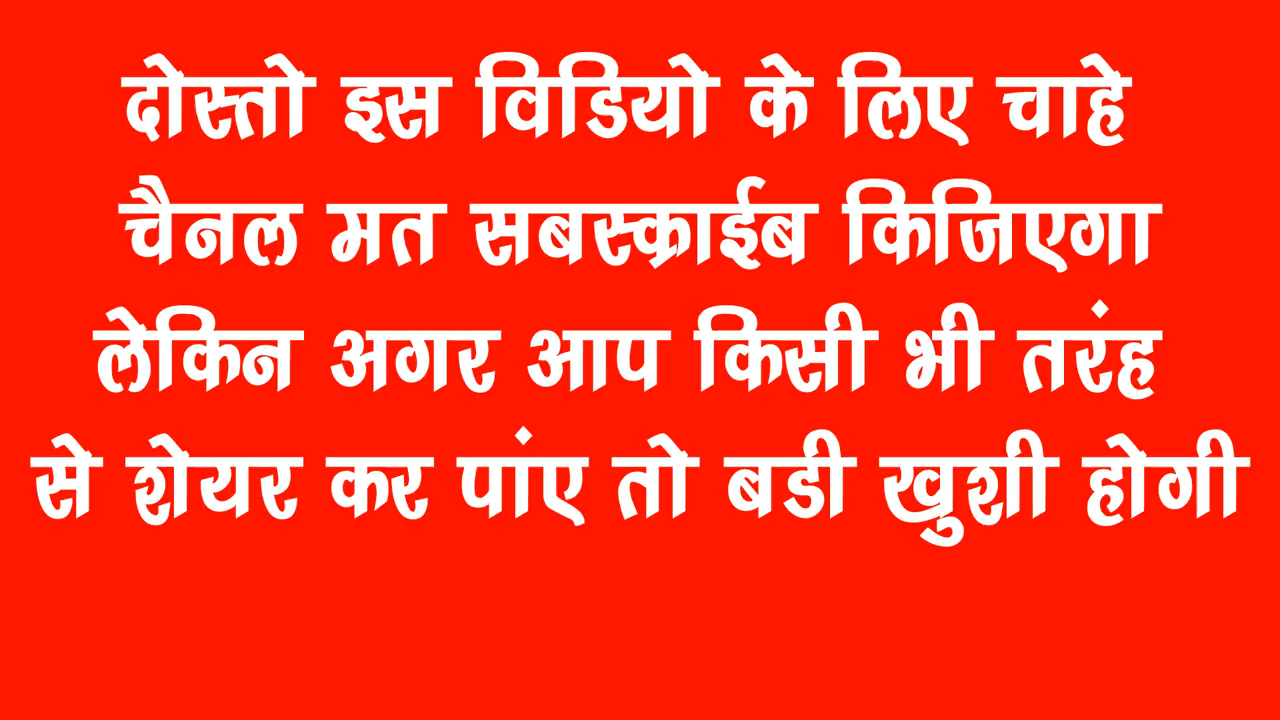 दोस्तो इस विडियो के लिए चाहे
चैनल मत सबस्क्राईब किजिएगा
लेकिन अगर आप किसी भी तरंह
से शेयर कर पांए तो बडी खुशी होगी